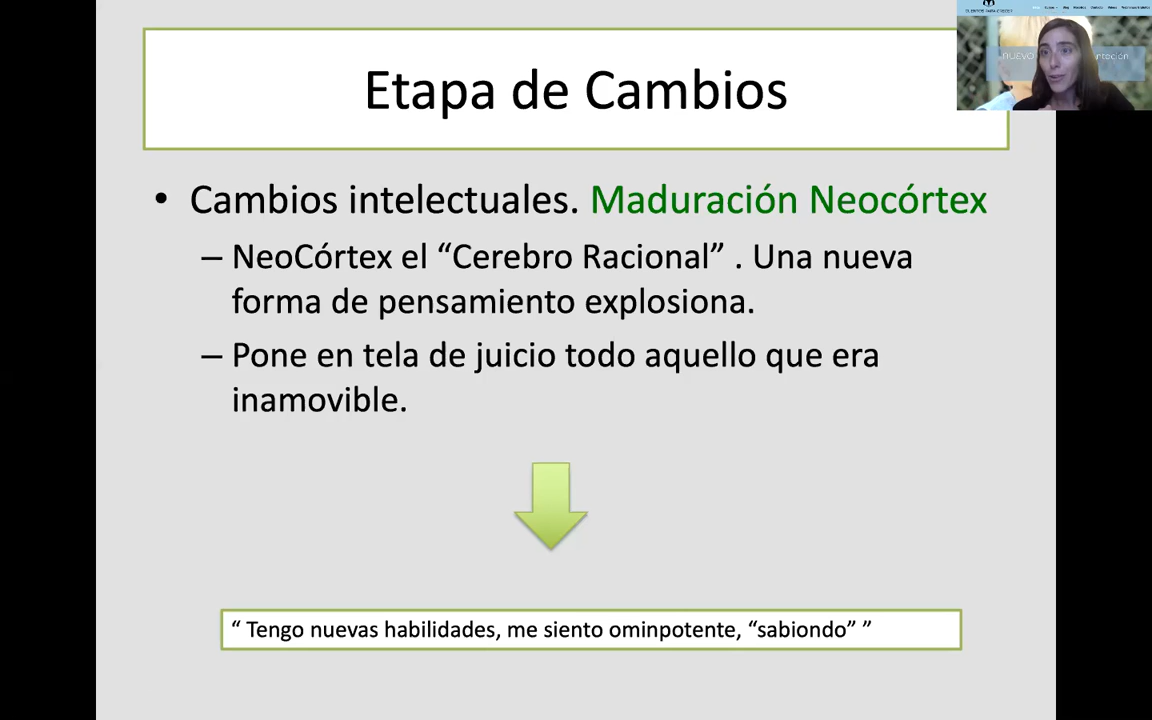 Etapa de Cambios
• Cambios intelectuales. Maduración Neocórtex
– NeoCórtex el “Cerebro Racional” . Una nueva
forma de pensamiento explosiona.
– Pone en tela de juicio todo aquello que era
inamovible.
“ Tengo nuevas habilidades, me siento ominpotente, “sabiondo” ”
NUEVO